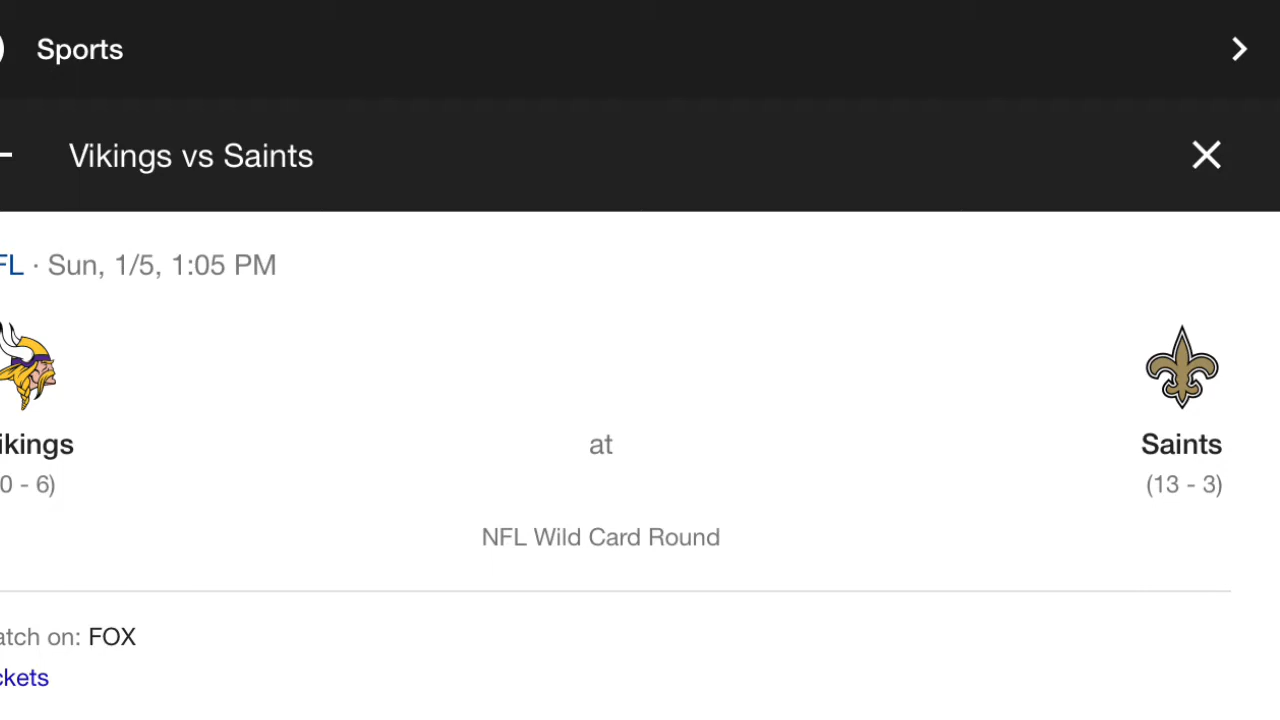 Sports
Vikings vs Saints
FL · Sun, 1/5, 1:05 PM
ikings
at
Saints
0 - 6)
(13 - 3)
NFL Wild Card Round
atch on: FOX
ckets